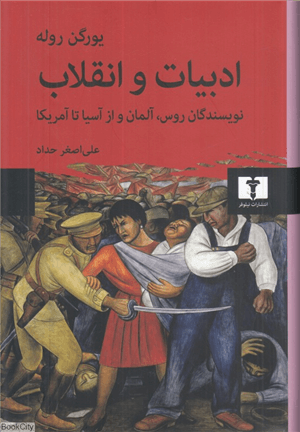 یورگن روله
ادبیات و انقلاب
نویسندگان روس، آلمان و از آسیا تا آمریکا
علی‌اصغر حداد
انتشارات نیلوفر
BookCity